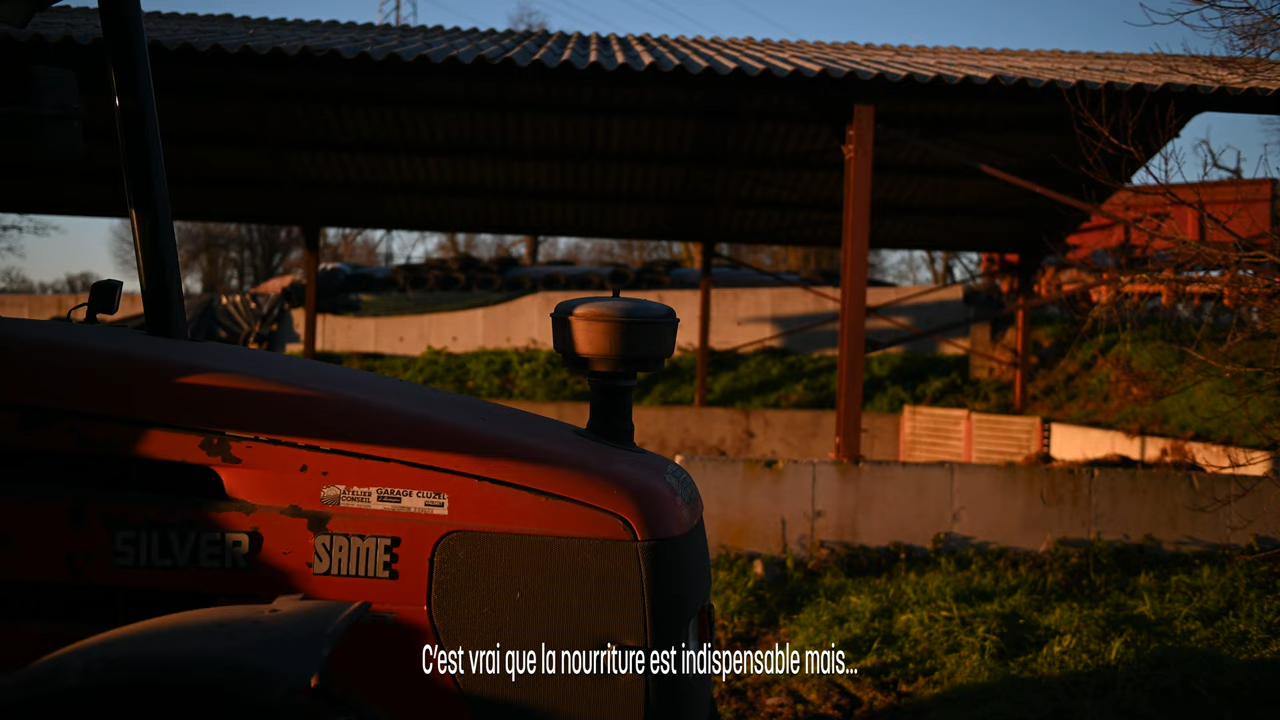 ATELIER
CONSEIL
GARAGE CLUZEL
SILVER
SAME
C'est vrai que la nourriture est indispensable mais...